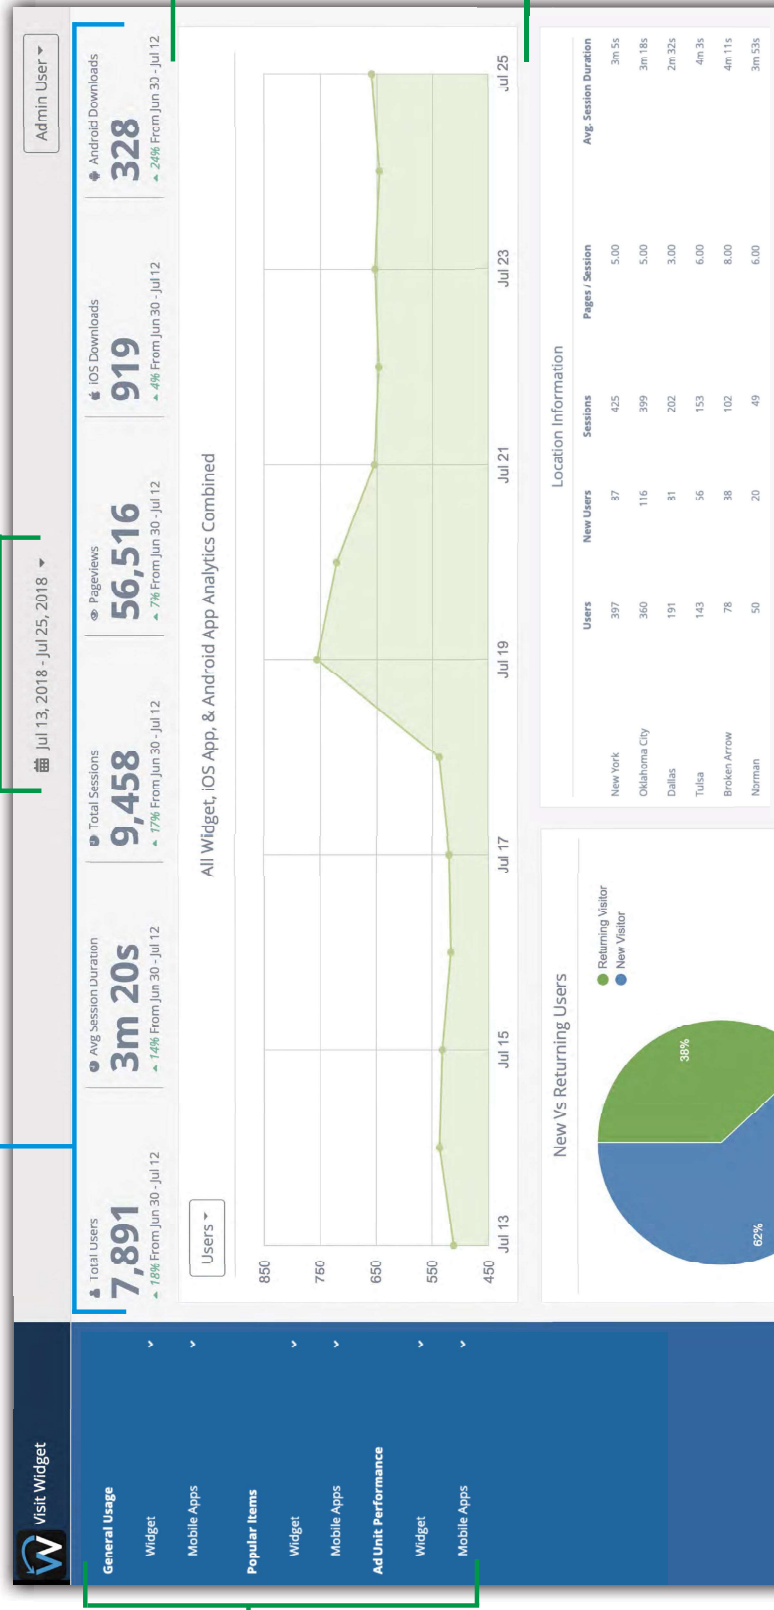 Visit Widget
Jul 13, 2018 - Jul 25, 2018
Admin User
General Usage
Widget
Mobile Apps
Popular Items
Widget
Mobile Apps
Ad Unit Performance
Widget
Mobile Apps
Total Users
7,891
18% From Jun 30 - Jul 12
Avg Session Duration
3m 20s
14% From Jun 30 - Jul 12
Total Sessions
9,458
17% From Jun 30 - Jul 12
Pageviews
56,516
7% From Jun 30 - Jul 12
iOS Downloads
919
4% From Jun 30 - Jul 12
Android Downloads
328
24% From Jun 30 - Jul 12
Users
All Widget, iOS App, & Android App Analytics Combined
850
750
650
550
450
Jul 13 Jul 15 Jul 17 Jul 19 Jul 21 Jul 23 Jul 25
New Vs Returning Users
Returning Visitor
New Visitor
38%
62%
Location Information
Users New Users Sessions Pages / Session Avg. Session Duration
New York 397 37 425 5.00 3m 5s
Oklahoma City 360 116 399 5.00 3m 18s
Dallas 191 31 202 3.00 2m 32s
Tulsa 143 56 153 6.00 4m 3s
Broken Arrow 78 38 102 8.00 4m 11s
Norman 50 20 49 6.00 3m 53s